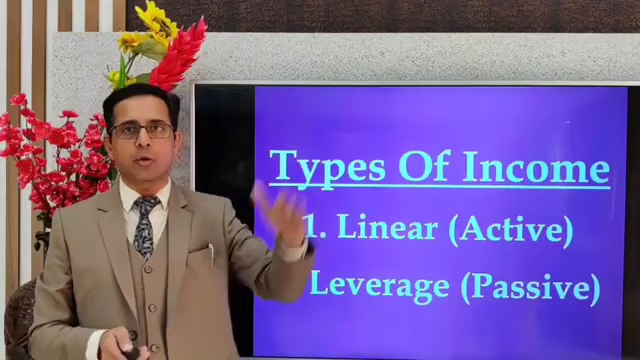 Types Of Income
1. Linear (Active)
Leverage (Passive)